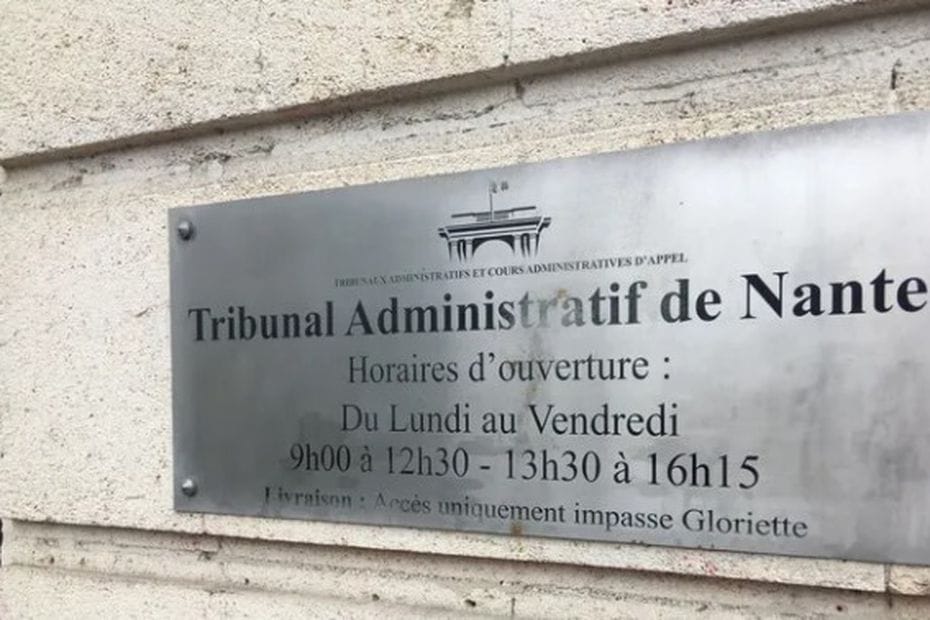 TRIBUNAUX ADMINISTRATIFS ET COURS ADMINISTRATIVES D'APPEL
Tribunal Administratif de Nante
Horaires d'ouverture :
Du Lundi au Vendredi
9h00 à 12h30 - 13h30 à 16h15
Livraison : Accès uniquement impasse Gloriette